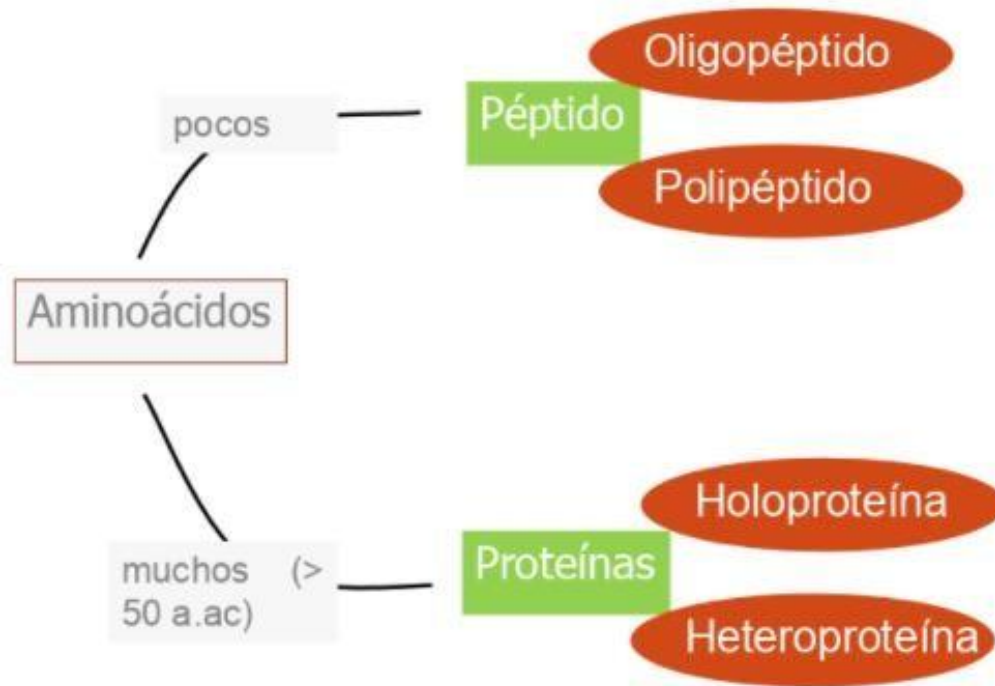 Oligopéptido
Péptido
pocos
Polipéptido
Aminoácidos
Holoproteína
Proteínas
muchos (>
50 a.ac)
Heteroproteína